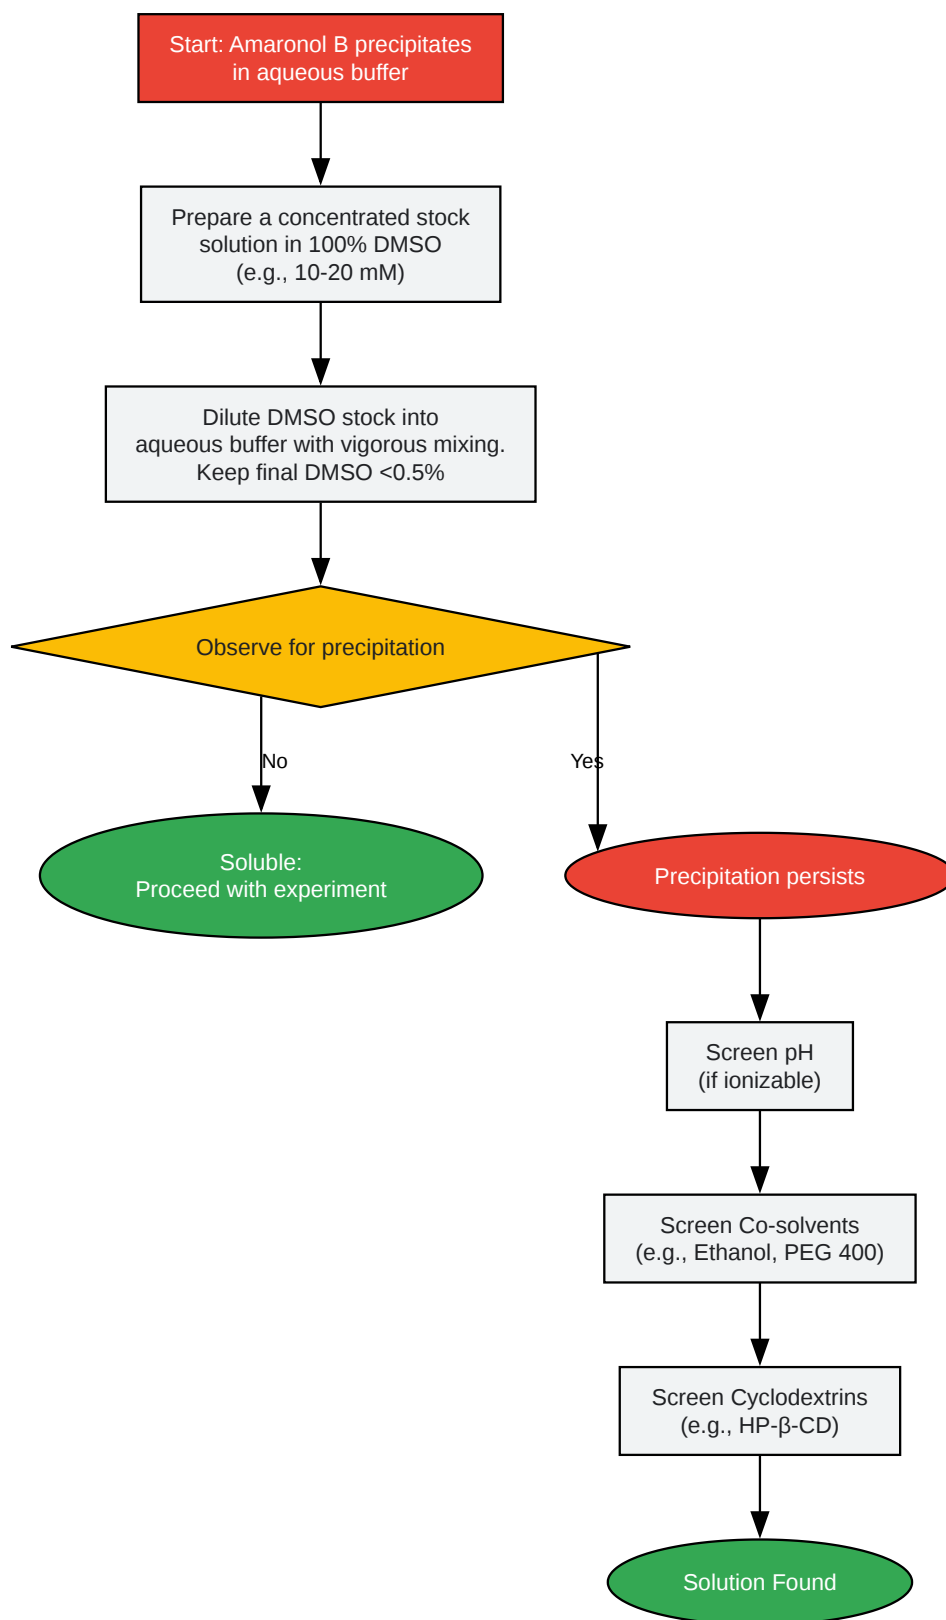 Start: Amaronol B precipitates
in aqueous buffer
Prepare a concentrated stock
solution in 100% DMSO
(e.g., 10-20 mM)
Dilute DMSO stock into
aqueous buffer with vigorous mixing.
Keep final DMSO <0.5%
Observe for precipitation
No
Yes
Soluble:
Proceed with experiment
Precipitation persists
Screen pH
(if ionizable)
Screen Co-solvents
(e.g., Ethanol, PEG 400)
Screen Cyclodextrins
(e.g., HP-β-CD)
Solution Found